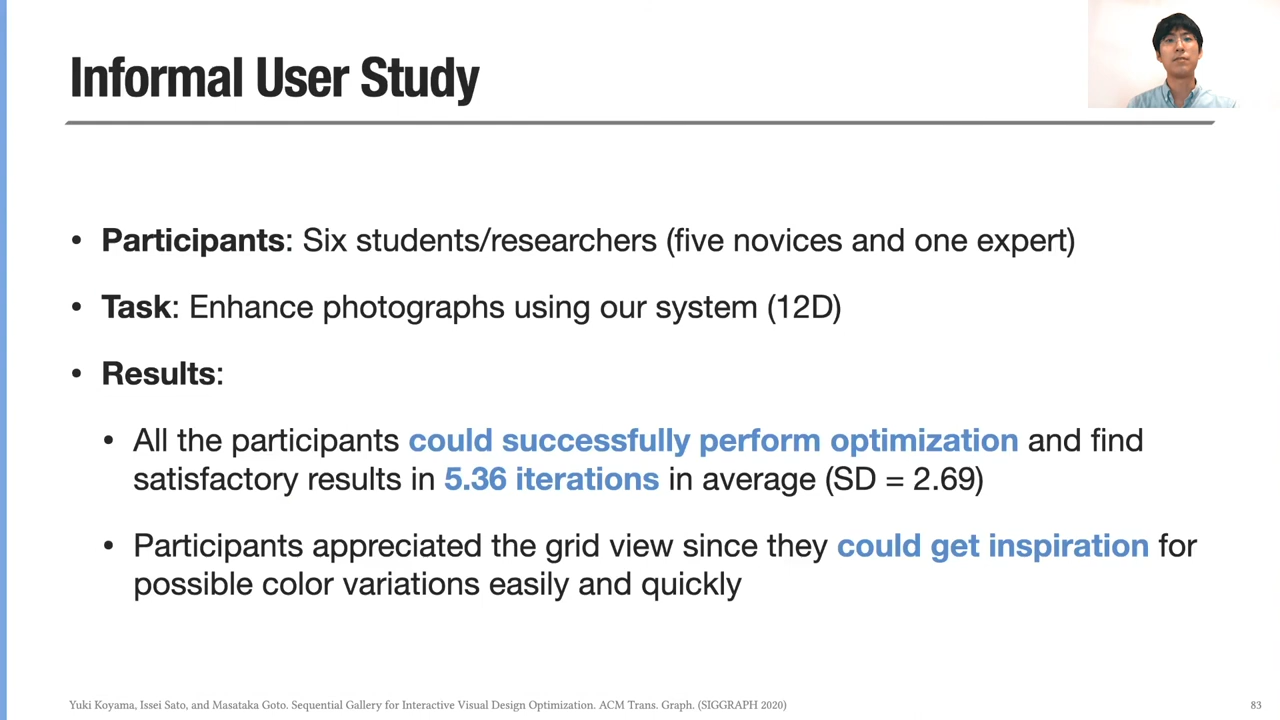 Informal User Study
• Participants: Six students/researchers (five novices and one expert)
• Task: Enhance photographs using our system (12D)
• Results:
• All the participants could successfully perform optimization and find
satisfactory results in 5.36 iterations in average (SD = 2.69)
• Participants appreciated the grid view since they could get inspiration for
possible color variations easily and quickly
Yuki Koyama, Issei Sato, and Masataka Goto. Sequential Gallery for Interactive Visual Design Optimization. ACM Trans. Graph. (SIGGRAPH 2020)
83